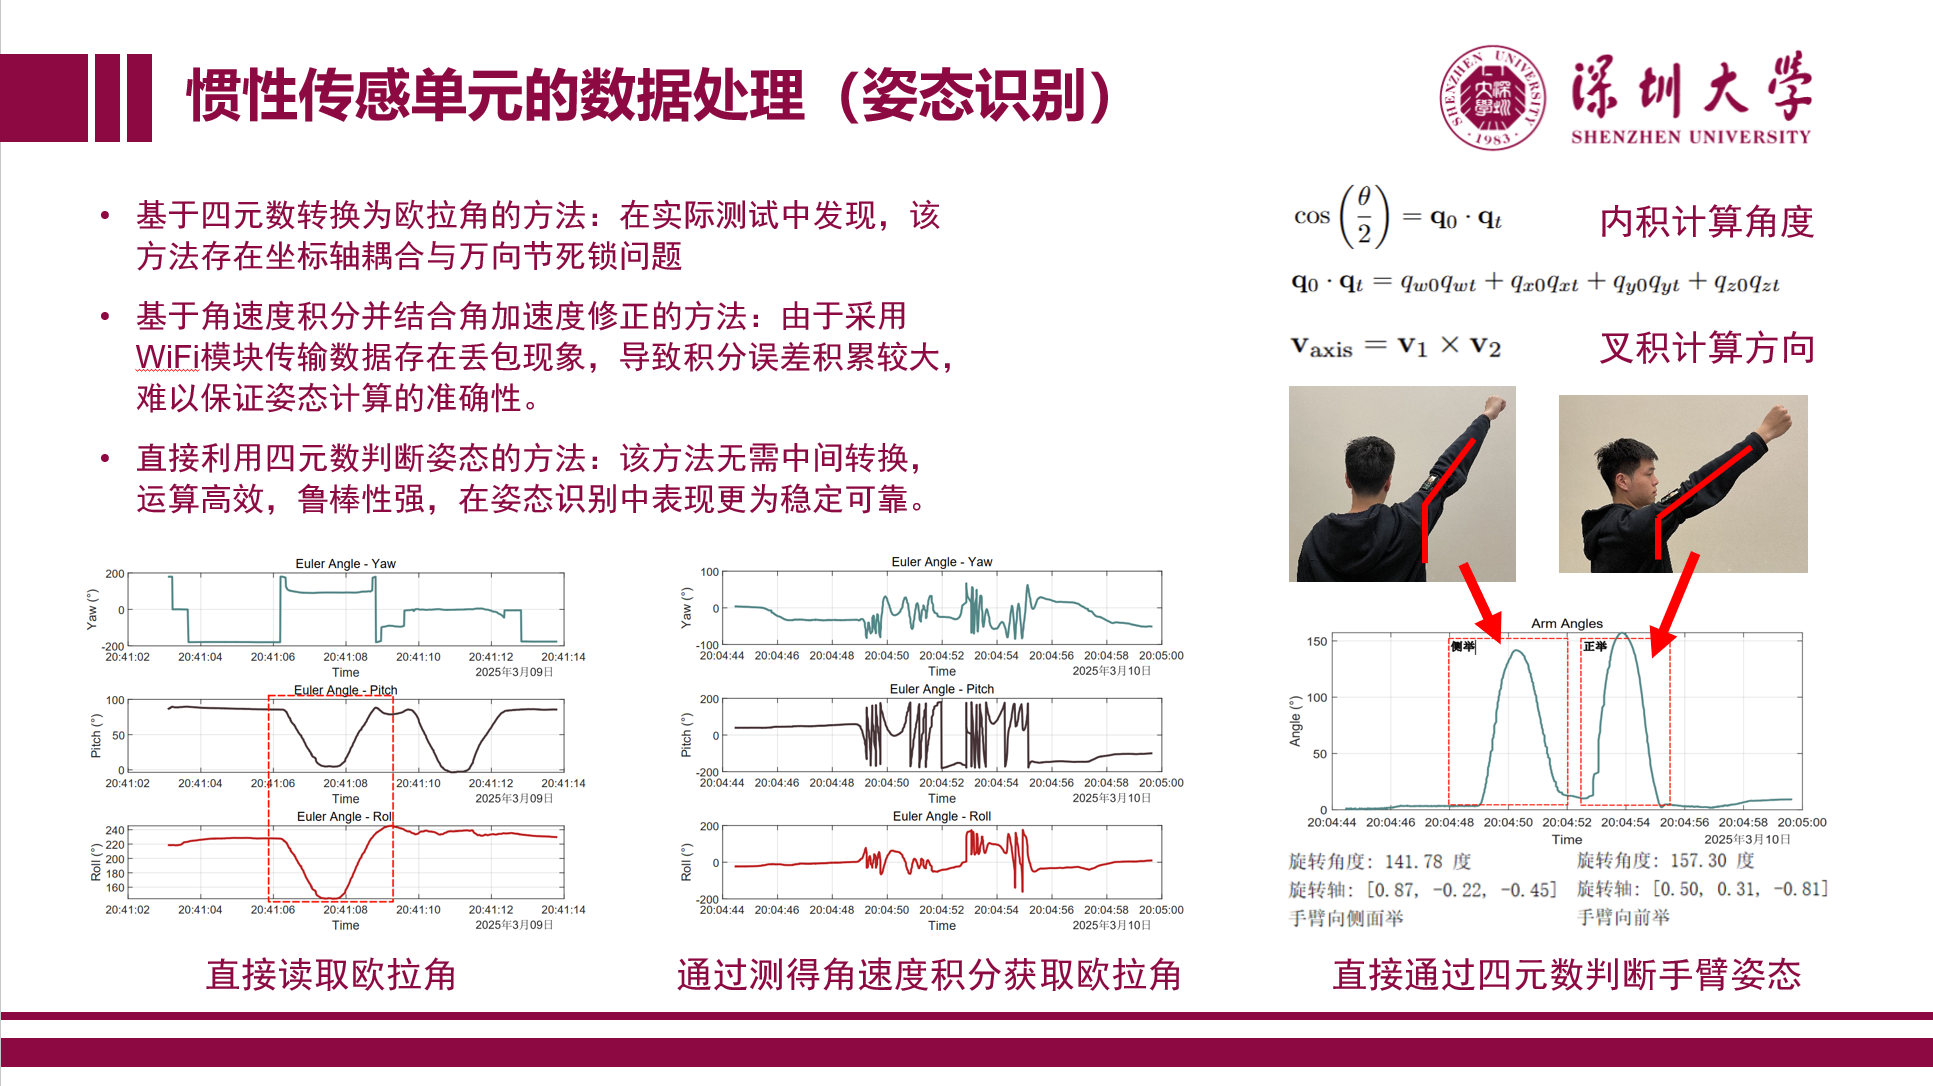 惯性传感单元的数据处理（姿态识别）
SHENZHEN UNIVERSITY
1983
深圳大学
SHENZHEN UNIVERSITY
• 基于四元数转换为欧拉角的方法：在实际测试中发现，该
方法存在坐标轴耦合与万向节死锁问题
• 基于角速度积分并结合角加速度修正的方法：由于采用
WiFi模块传输数据存在丢包现象，导致积分误差积累较大，
难以保证姿态计算的准确性。
• 直接利用四元数判断姿态的方法：该方法无需中间转换，
运算高效，鲁棒性强，在姿态识别中表现更为稳定可靠。
cos(θ/2) = q₀ · qₜ
内积计算角度
q₀ · qₜ = q_{w0}q_{wt} + q_{x0}q_{xt} + q_{y0}q_{yt} + q_{z0}q_{zt}
v_{axis} = v₁ × v₂
叉积计算方向
Euler Angle - Yaw
Yaw (°)
200
0
-200
20:41:02 20:41:04 20:41:06 20:41:08 20:41:10 20:41:12 20:41:14
Time
2025年3月09日
Euler Angle - Pitch
Pitch (°)
100
50
0
20:41:02 20:41:04 20:41:06 20:41:08 20:41:10 20:41:12 20:41:14
Time
2025年3月09日
Euler Angle - Roll
Roll (°)
240
220
200
180
160
20:41:02 20:41:04 20:41:06 20:41:08 20:41:10 20:41:12 20:41:14
Time
2025年3月09日
直接读取欧拉角
Euler Angle - Yaw
Yaw (°)
100
0
-100
20:04:44 20:04:46 20:04:48 20:04:50 20:04:52 20:04:54 20:04:56 20:04:58 20:05:00
Time
2025年3月10日
Euler Angle - Pitch
Pitch (°)
200
0
-200
20:04:44 20:04:46 20:04:48 20:04:50 20:04:52 20:04:54 20:04:56 20:04:58 20:05:00
Time
2025年3月10日
Euler Angle - Roll
Roll (°)
200
0
-200
20:04:44 20:04:46 20:04:48 20:04:50 20:04:52 20:04:54 20:04:56 20:04:58 20:05:00
Time
2025年3月10日
通过测得角速度积分获取欧拉角
Arm Angles
侧举
正举
Angle (°)
150
100
50
0
20:04:44 20:04:46 20:04:48 20:04:50 20:04:52 20:04:54 20:04:56 20:04:58 20:05:00
Time
2025年3月10日
旋转角度: 141.78 度
旋转轴: [0.87, -0.22, -0.45]
手臂向侧面举
旋转角度: 157.30 度
旋转轴: [0.50, 0.31, -0.81]
手臂向前举
直接通过四元数判断手臂姿态